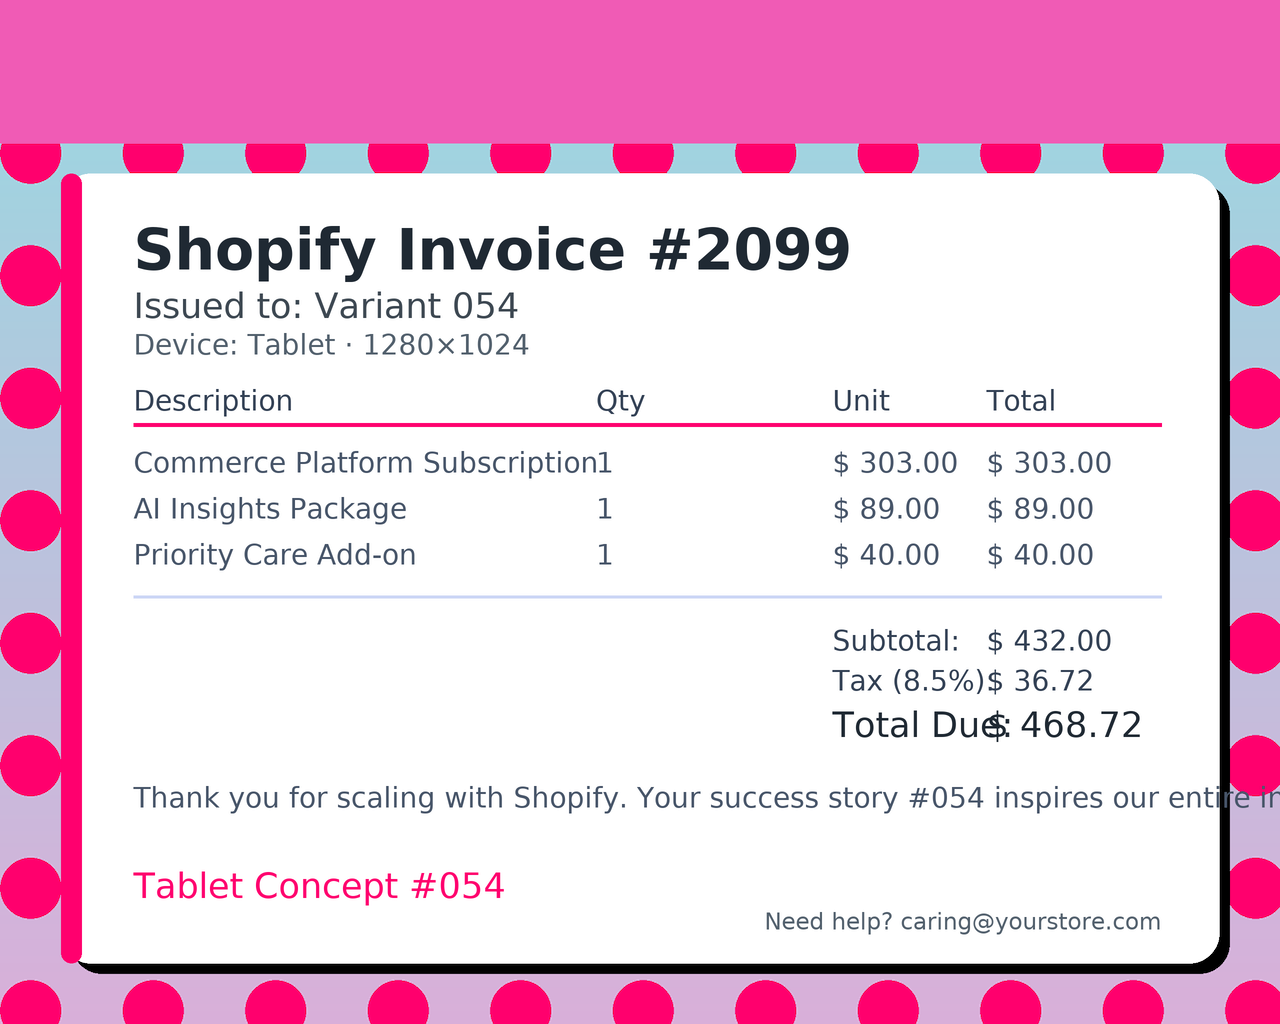 Shopify Invoice #2099
Issued to: Variant 054
Device: Tablet · 1280×1024
Description Qty Unit Total
Commerce Platform Subscription 1 $ 303.00 $ 303.00
AI Insights Package 1 $ 89.00 $ 89.00
Priority Care Add-on 1 $ 40.00 $ 40.00
Subtotal: $ 432.00
Tax (8.5%): $ 36.72
Total Due: $ 468.72
Thank you for scaling with Shopify. Your success story #054 inspires our entire
Tablet Concept #054
Need help? caring@yourstore.com